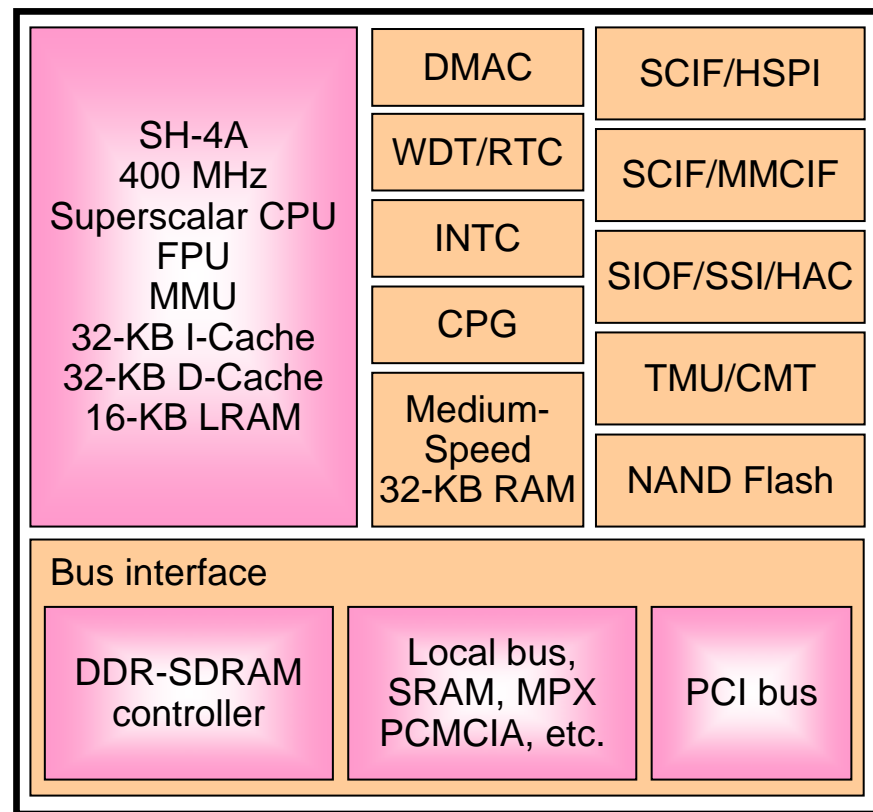 SH-4A
400 MHz
Superscalar CPU
FPU
MMU
32-KB I-Cache
32-KB D-Cache
16-KB LRAM
DMAC
WDT/RTC
INTC
CPG
Medium-
Speed
32-KB RAM
SCIF/HSPI
SCIF/MMCIF
SIOF/SSI/HAC
TMU/CMT
NAND Flash
Bus interface
DDR-SDRAM
controller
Local bus,
SRAM, MPX
PCMCIA, etc.
PCI bus